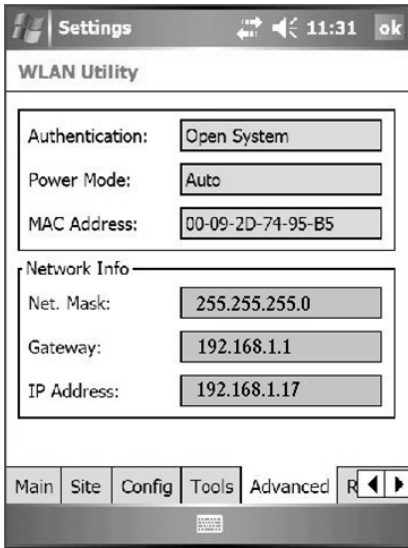 Settings 11:31 ok
WLAN Utility
Authentication: Open System
Power Mode: Auto
MAC Address: 00-09-2D-74-95-B5
Network Info
Net. Mask: 255.255.255.0
Gateway: 192.168.1.1
IP Address: 192.168.1.17
Main Site Config Tools Advanced R